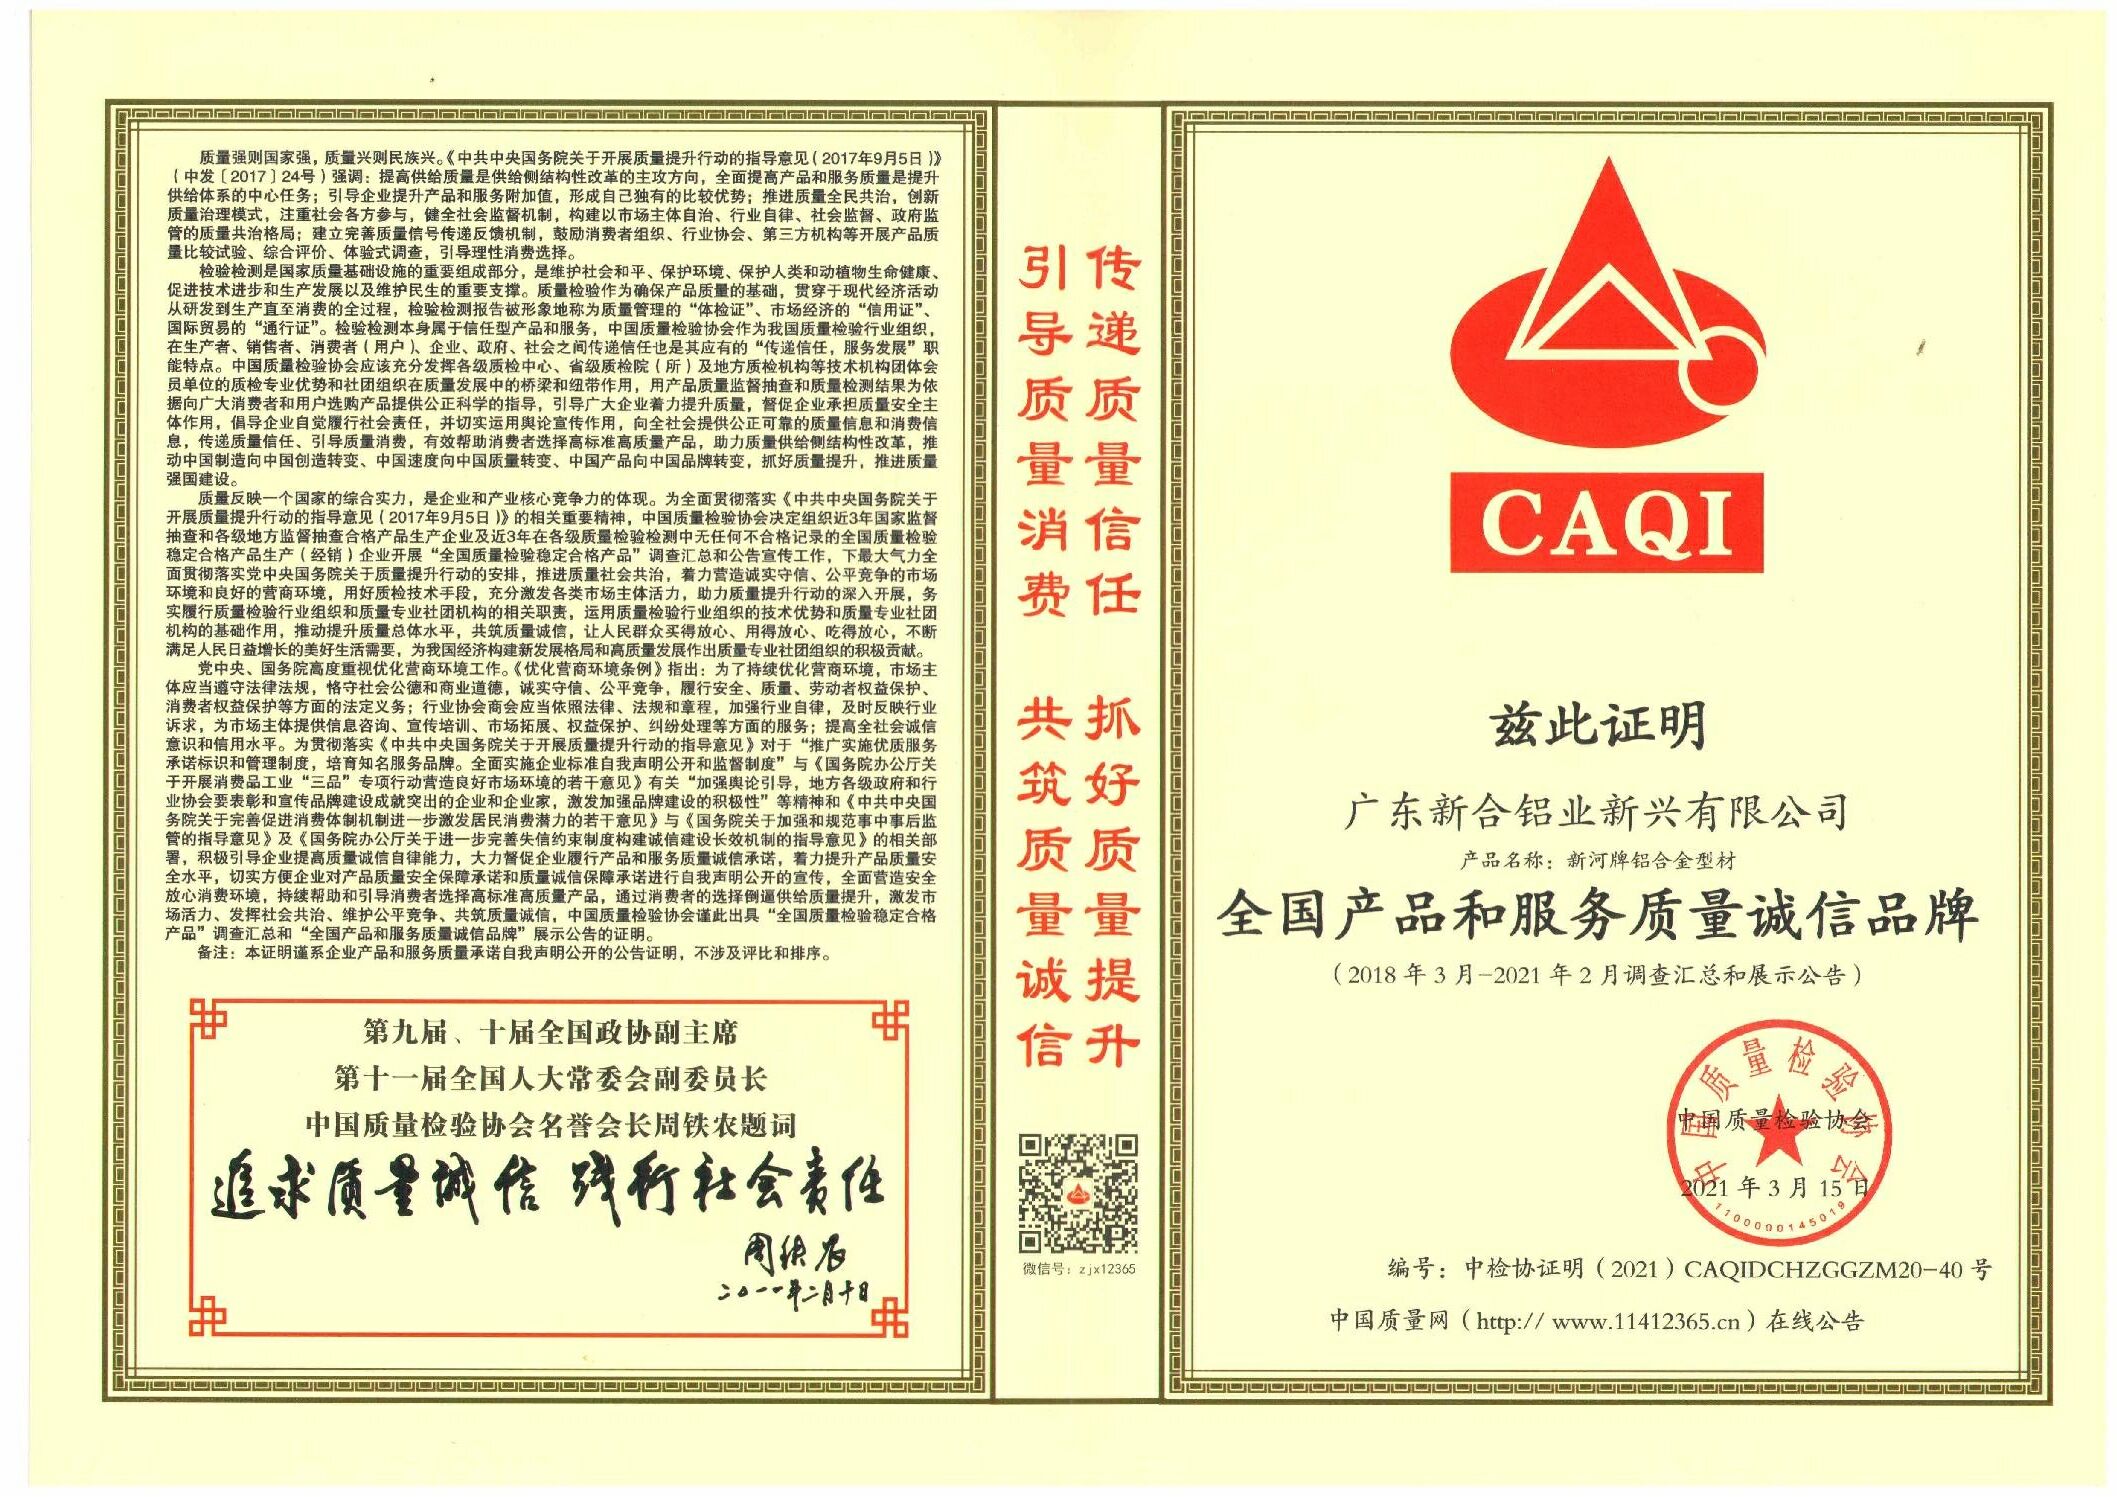 质量强则国家强，质量兴则民族兴。《中共中央国务院关于开展质量提升行动的指导意见（2017年9月5日）》
（中发〔2017〕24号）强调：提高供给质量是供给侧结构性改革的主攻方向，全面提高产品和服务质量是提升
供给体系的中心任务；引导企业提升产品和服务附加值，形成自己独有的比较优势；推进质量全民共治，创新
质量治理模式，注重社会各方参与，健全社会监督机制，构建以市场主体自治、行业自律、社会监督、政府监
管的质量共治格局；建立完善质量信号传递反馈机制，鼓励消费者组织、行业协会、第三方机构等开展产品质
量比较试验、综合评价、体验式调查，引导理性消费选择。
检验检测是国家质量基础设施的重要组成部分，是维护社会和平、保护环境、保护人类和动植物生命健康、
促进技术进步和生产发展以及维护民生的重要支撑。质量检验作为确保产品质量的基础，贯穿于现代经济活动
从研发到生产直至消费的全过程，检验检测报告被形象地称为质量管理的“体检证”、市场经济的“信用证”、
国际贸易的“通行证”。检验检测本身属于信任型产品和服务，中国质量检验协会作为我国质量检验行业组织，
在生产者、销售者、消费者（用户）、企业、政府、社会之间传递信任也是其应有的“传递信任，服务发展”职
能特点。中国质量检验协会应该充分发挥各级质检中心、省级质检院（所）及地方质检机构等技术机构团体会
员单位的质检专业优势和社团组织在质量发展中的桥梁和纽带作用，用产品质量监督抽查和质量检测结果为依
据向广大消费者和用户选购产品提供公正科学的指导，引导广大企业着力提升质量，督促企业承担质量安全主
体作用，倡导企业自觉履行社会责任，并切实运用舆论宣传作用，向全社会提供公正可靠的质量信息和消费信
息，传递质量信任、引导质量消费，有效帮助消费者选择高标准高质量产品，助力质量供给侧结构性改革，推
动中国制造向中国创造转变、中国速度向中国质量转变、中国产品向中国品牌转变，抓好质量提升，推进质量
强国建设。
质量反映一个国家的综合实力，是企业和产业核心竞争力的体现。为全面贯彻落实《中共中央国务院关于
开展质量提升行动的指导意见（2017年9月5日）》的相关重要精神，中国质量检验协会决定组织近3年国家监督
抽查和各级地方监督抽查合格产品生产企业及近3年在各级质量检验检测中无任何不合格记录的全国质量检验
稳定合格产品生产（经销）企业开展“全国质量检验稳定合格产品”调查汇总和公告宣传工作，下最大气力全
面贯彻落实党中央国务院关于质量提升行动的安排，推进质量社会共治，着力营造诚实守信、公平竞争的市场
环境和良好的营商环境，用好质检技术手段，充分激发各类市场主体活力，助力质量提升行动的深入开展，务
实履行质量检验行业组织和质量专业社团机构的相关职责，运用质量检验行业组织的技术优势和质量专业社团
机构的基础作用，推动提升质量总体水平，共筑质量诚信，让人民群众买得放心、用得放心、吃得放心，不断
满足人民日益增长的美好生活需要，为我国经济构建新发展格局和高质量发展作出质量专业社团组织的积极贡献。
党中央、国务院高度重视优化营商环境工作。《优化营商环境条例》指出：为了持续优化营商环境，市场主
体应当遵守法律法规，恪守社会公德和商业道德，诚实守信、公平竞争，履行安全、质量、劳动者权益保护、
消费者权益保护等方面的法定义务；行业协会商会应当依照法律、法规和章程，加强行业自律，及时反映行业
诉求，为市场主体提供信息咨询、宣传培训、市场拓展、权益保护、纠纷处理等方面的服务；提高全社会诚信
意识和信用水平。为贯彻落实《中共中央国务院关于开展质量提升行动的指导意见》对于“推广实施优质服务
承诺标识和管理制度，培育知名服务品牌。全面实施企业标准自我声明公开和监督制度”与《国务院办公厅关
于开展消费品工业“三品”专项行动营造良好市场环境的若干意见》有关“加强舆论引导，地方各级政府和行
业协会要表彰和宣传品牌建设成就突出的企业和企业家，激发加强品牌建设的积极性”等精神和《中共中央国
务院关于完善促进消费体制机制进一步激发居民消费潜力的若干意见》与《国务院关于加强和规范事中事后监
管的指导意见》及《国务院办公厅关于进一步完善失信约束制度构建诚信建设长效机制的指导意见》的相关部
署，积极引导企业提高质量诚信自律能力，大力督促企业履行产品和服务质量诚信承诺，着力提升产品质量安
全水平，切实方便企业对产品质量安全保障承诺和质量诚信保障承诺进行自我声明公开的宣传，全面营造安全
放心消费环境，持续帮助和引导消费者选择高标准高质量产品，通过消费者的选择倒逼供给质量提升，激发市
场活力、发挥社会共治、维护公平竞争、共筑质量诚信，中国质量检验协会谨此出具“全国质量检验稳定合格
产品”调查汇总和“全国产品和服务质量诚信品牌”展示公告的证明。
备注：本证明谨系企业产品和服务质量承诺自我声明公开的公告证明，不涉及评比和排序。
第九届、十届全国政协副主席
第十一届全国人大常委会副委员长
中国质量检验协会名誉会长周铁农题词
追求质量诚信 践行社会责任
周铁农
二〇一一年二月十日
传递质量信任 抓好质量提升
引导质量消费 共筑质量诚信
微信号：zjx12365
CAQI
兹此证明
广东新合铝业新兴有限公司
产品名称：新河牌铝合金型材
全国产品和服务质量诚信品牌
（2018年3月-2021年2月调查汇总和展示公告）
中国质量检验协会
中国质量检验协会
2021年3月15日
1100000145019
编号：中检协证明（2021）CAQIDCHZGGZM20-40号
中国质量网（http:// www.11412365.cn）在线公告